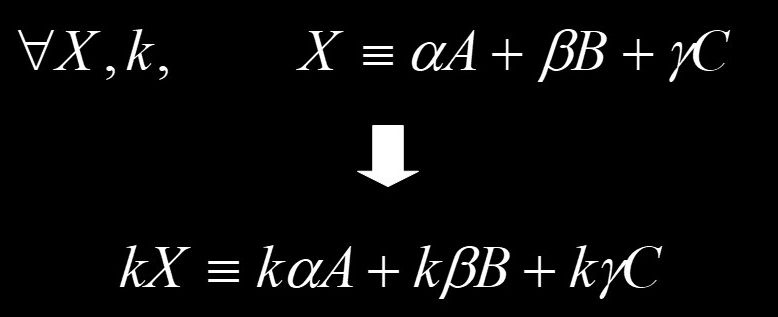 ∀X, k, X ≡ αA + βB + γC
kX ≡ kαA + kβB + kγC